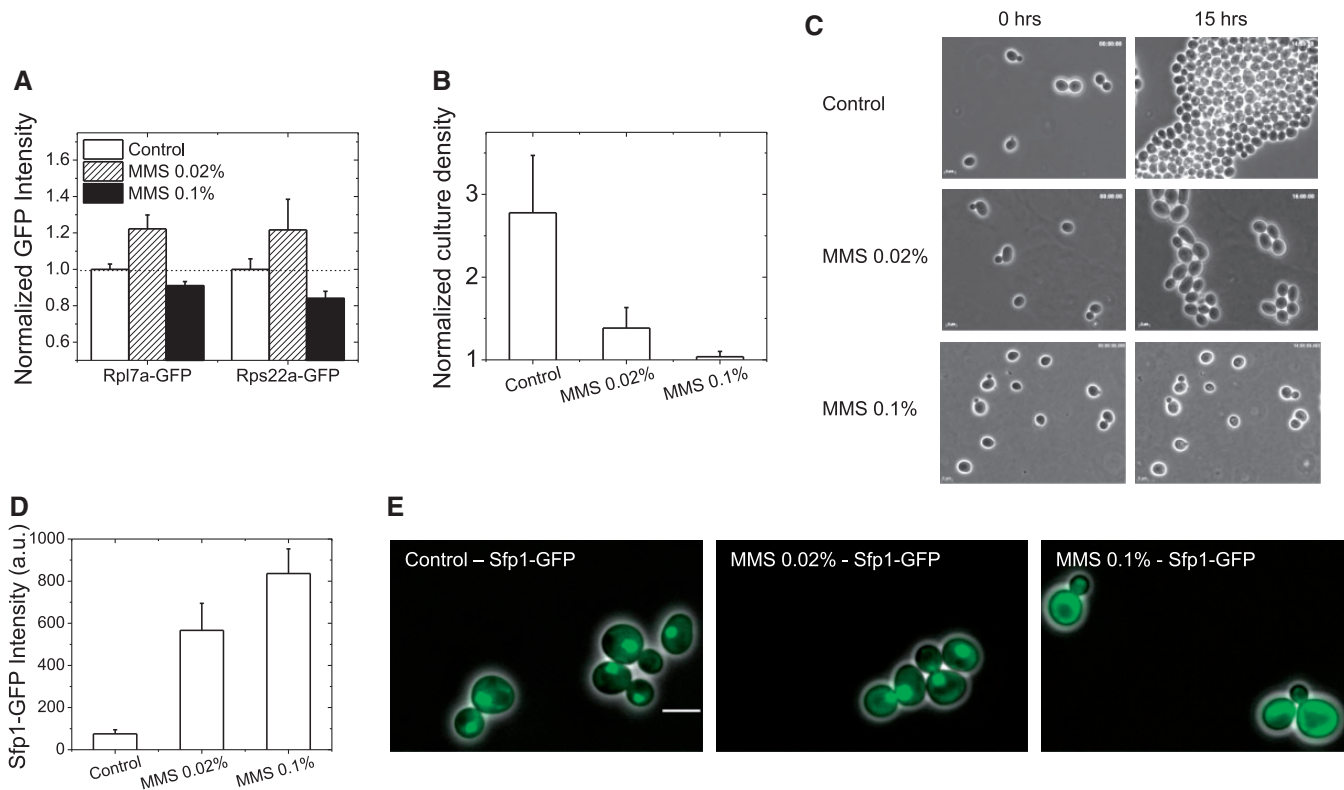 A
Normalized GFP Intensity
1.6
1.4
1.2
1.0
0.8
0.6
Control
MMS 0.02%
MMS 0.1%
Rpl7a-GFP
Rps22a-GFP
B
Normalized culture density
3
2
1
Control
MMS 0.02%
MMS 0.1%
C
0 hrs
15 hrs
Control
MMS 0.02%
MMS 0.1%
D
Sfp1-GFP Intensity (a.u.)
1000
800
600
400
200
0
Control
MMS 0.02%
MMS 0.1%
E
Control – Sfp1-GFP
MMS 0.02% - Sfp1-GFP
MMS 0.1% - Sfp1-GFP